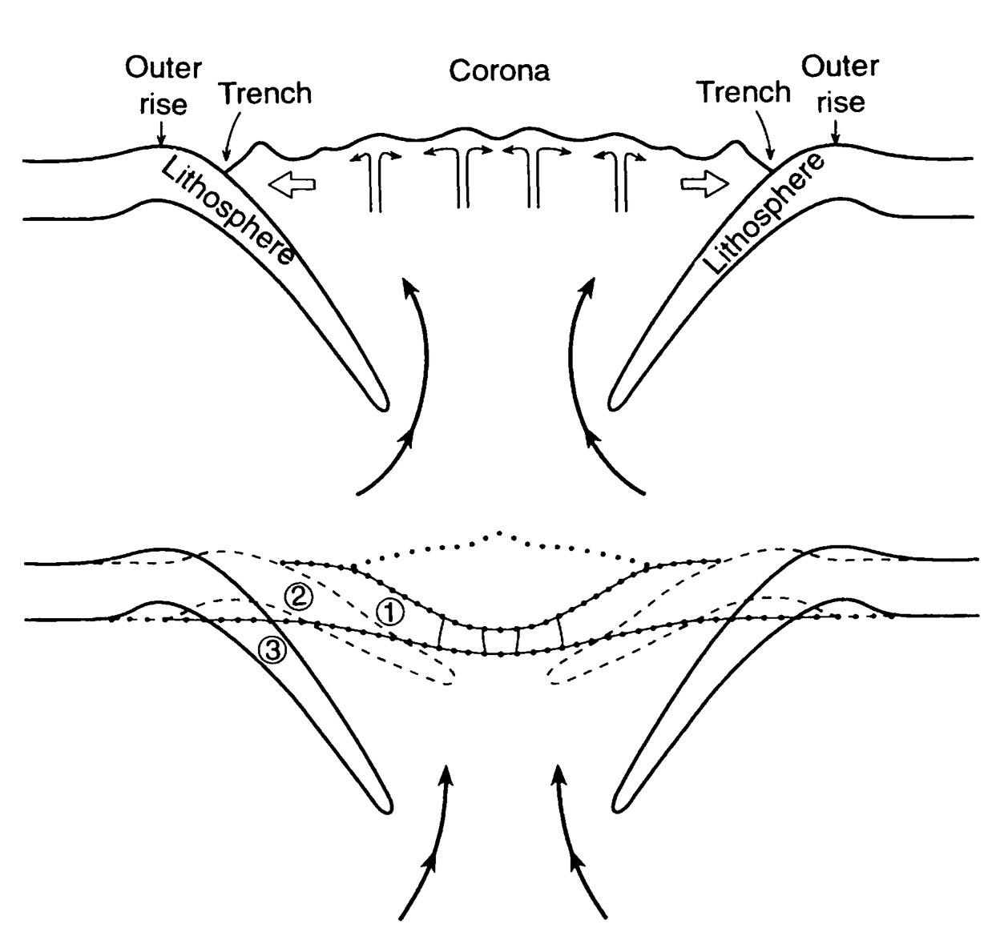 Outer
rise
Trench
Corona
Trench
Outer
rise
Lithosphere
Lithosphere
②
①
③